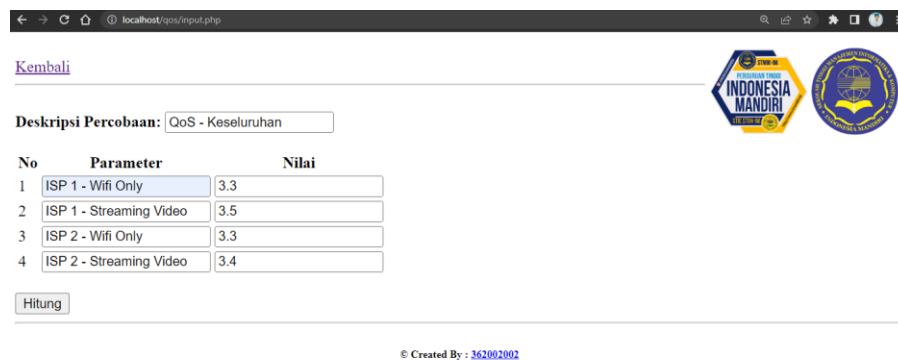 localhost/qos/input.php
Kembali
STMIK-IM
PERGURUAN TINGGI
INDONESIA
MANDIRI
Deskripsi Percobaan: QoS - Keseluruhan
No Parameter Nilai
1 ISP 1 - Wifi Only 3.3
2 ISP 1 - Streaming Video 3.5
3 ISP 2 - Wifi Only 3.3
4 ISP 2 - Streaming Video 3.4
Hitung
© Created By : 362002002